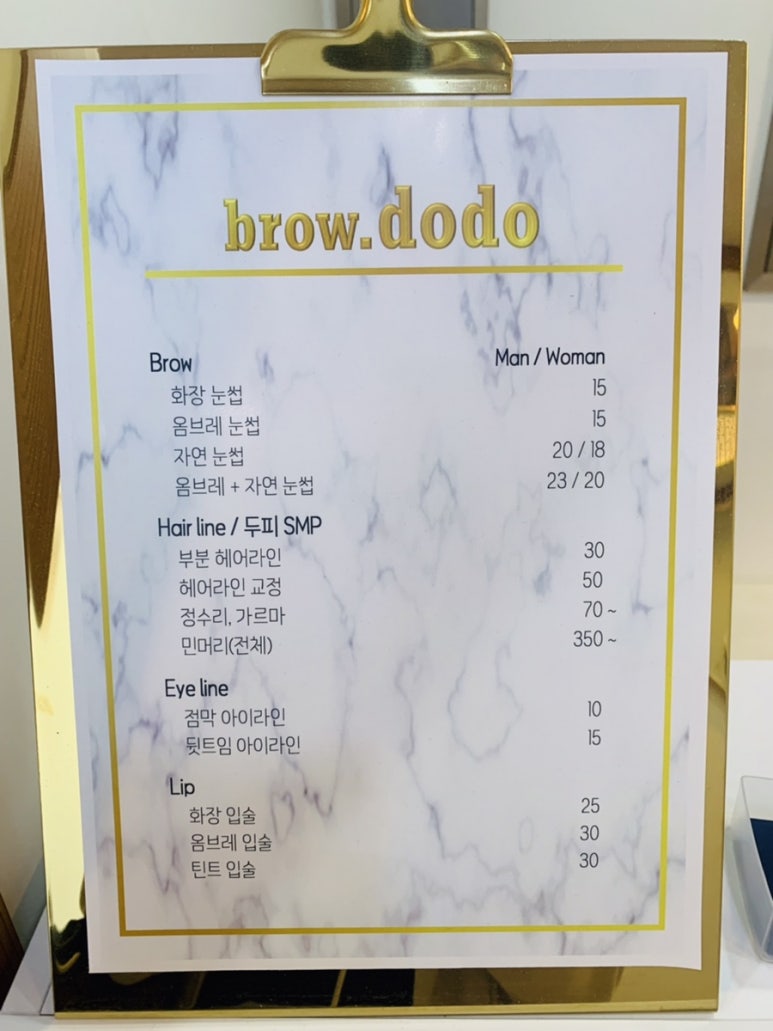 brow.dodo
Brow Man / Woman
화장 눈썹 15
옴브레 눈썹 15
자연 눈썹 20 / 18
옴브레 + 자연 눈썹 23 / 20
Hair line / 두피 SMP
부분 헤어라인 30
헤어라인 교정 50
정수리, 가르마 70 ~
민머리(전체) 350 ~
Eye line
점막 아이라인 10
뒷트임 아이라인 15
Lip
화장 입술 25
옴브레 입술 30
틴트 입술 30